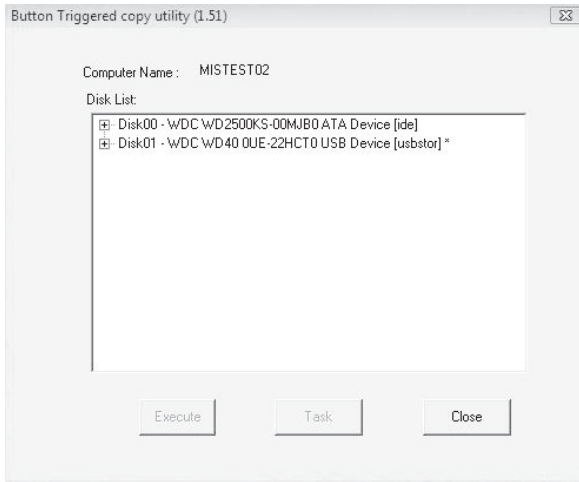 Button Triggered copy utility (1.51)
Computer Name : MISTEST02
Disk List:
Disk00 - WDC WD2500KS-00MJB0 ATA Device [ide]
Disk01 - WDC WD40 0UE-22HCT0 USB Device [usbstor] *
Execute Task Close